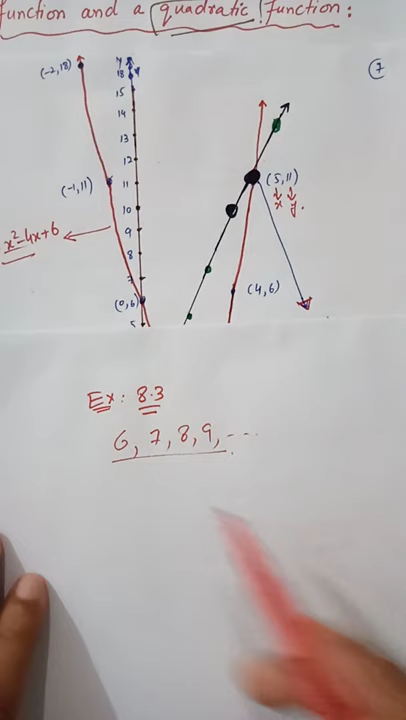 function and a quadratic function:
7
(-2,18)
y
18
15
14
13
12
11
10
9
8
7
5
(-1,11)
(5,11)
x y.
x²-4x+6
(0,6)
(4,6)
Ex: 8.3
6, 7, 8, 9, ---